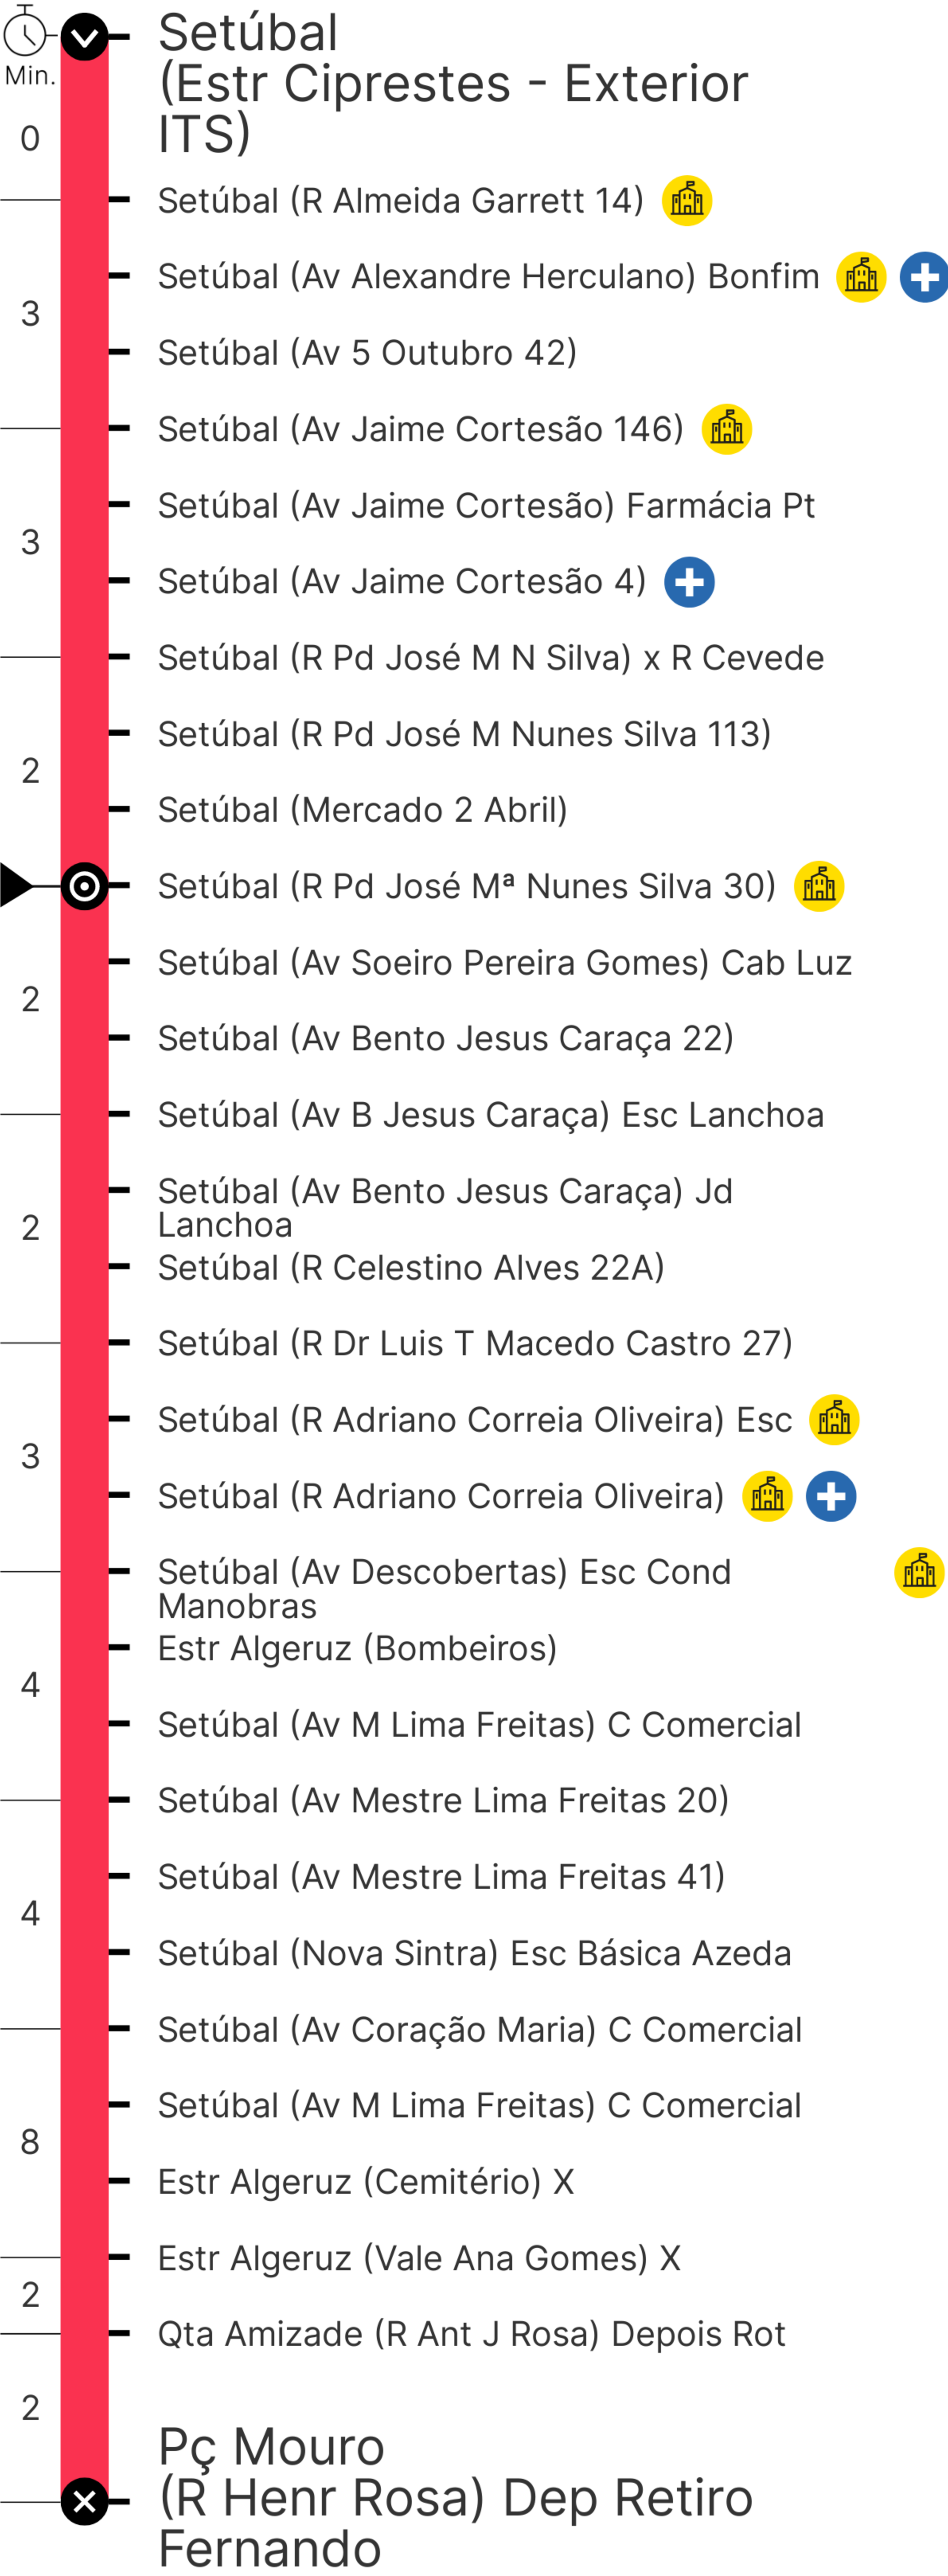 Setúbal
(Estr Ciprestes - Exterior
ITS)
Min.
0
Setúbal (R Almeida Garrett 14)
Setúbal (Av Alexandre Herculano) Bonfim
3
Setúbal (Av 5 Outubro 42)
Setúbal (Av Jaime Cortesão 146)
Setúbal (Av Jaime Cortesão) Farmácia Pt
3
Setúbal (Av Jaime Cortesão 4)
Setúbal (R Pd José M N Silva) x R Cevede
Setúbal (R Pd José M Nunes Silva 113)
2
Setúbal (Mercado 2 Abril)
Setúbal (R Pd José Mª Nunes Silva 30)
Setúbal (Av Soeiro Pereira Gomes) Cab Luz
2
Setúbal (Av Bento Jesus Caraça 22)
Setúbal (Av B Jesus Caraça) Esc Lanchoa
Setúbal (Av Bento Jesus Caraça) Jd
Lanchoa
2
Setúbal (R Celestino Alves 22A)
Setúbal (R Dr Luis T Macedo Castro 27)
Setúbal (R Adriano Correia Oliveira) Esc
3
Setúbal (R Adriano Correia Oliveira)
Setúbal (Av Descobertas) Esc Cond
Manobras
Estr Algeruz (Bombeiros)
4
Setúbal (Av M Lima Freitas) C Comercial
Setúbal (Av Mestre Lima Freitas 20)
Setúbal (Av Mestre Lima Freitas 41)
4
Setúbal (Nova Sintra) Esc Básica Azeda
Setúbal (Av Coração Maria) C Comercial
Setúbal (Av M Lima Freitas) C Comercial
8
Estr Algeruz (Cemitério) X
Estr Algeruz (Vale Ana Gomes) X
2
Qta Amizade (R Ant J Rosa) Depois Rot
2
Pç Mouro
(R Henr Rosa) Dep Retiro
Fernando